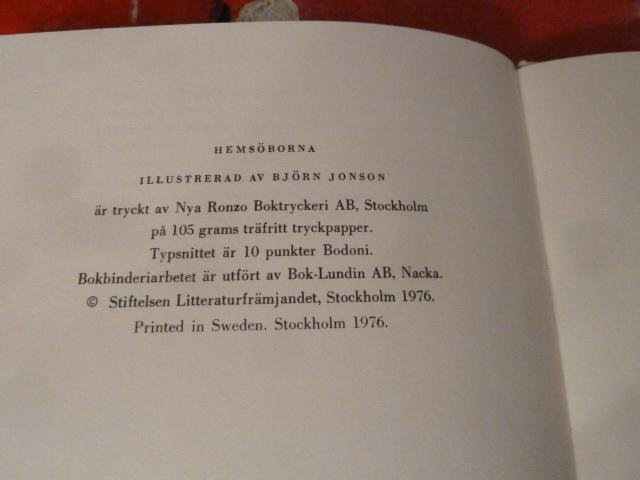 HEMSÖBORNA
ILLUSTRERAD AV BJÖRN JONSON
är tryckt av Nya Ronzo Boktryckeri AB, Stockholm
på 105 grams träfritt tryckpapper.
Typsnittet är 10 punkter Bodoni.
Bokbinderiarbetet är utfört av Bok-Lundin AB, Nacka.
© Stiftelsen Litteraturfrämjandet, Stockholm 1976.
Printed in Sweden. Stockholm 1976.